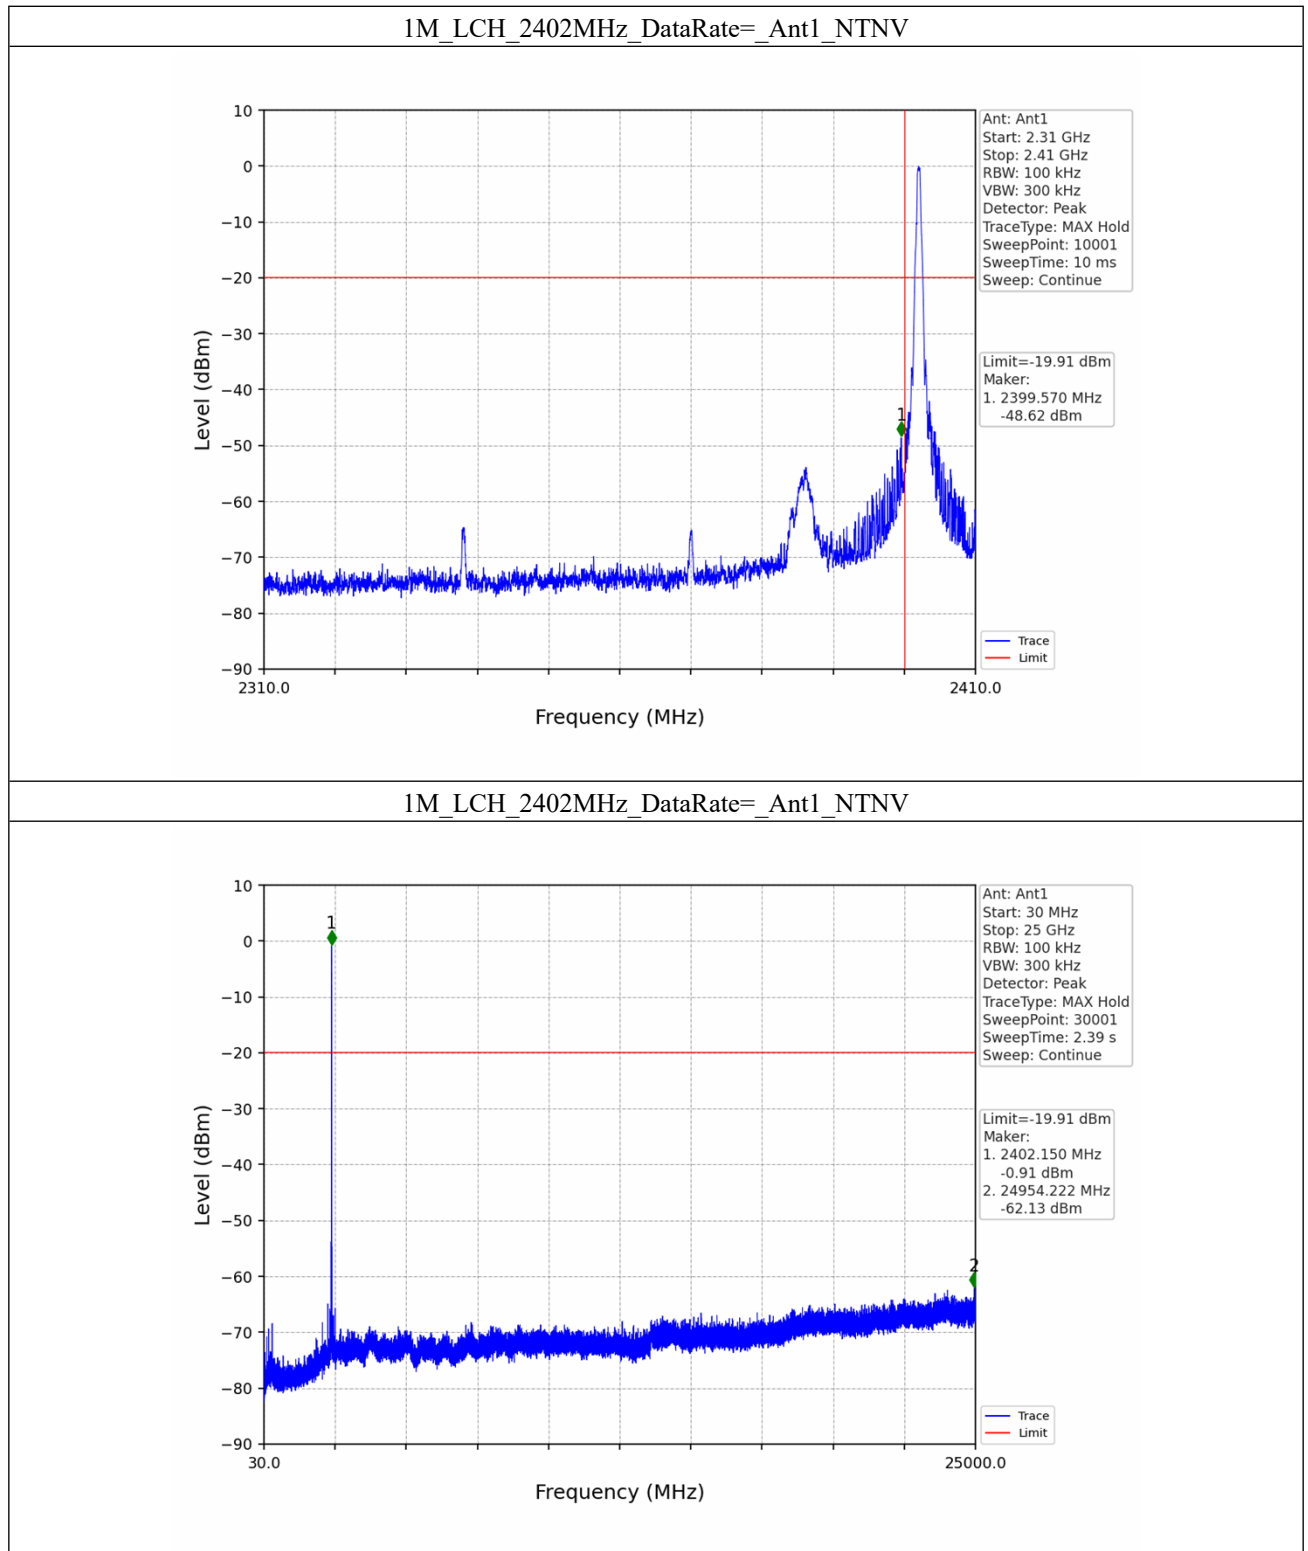 1M_LCH_2402MHz_DataRate=_Ant1_NTNV
10
0
−10
−20
−30
−40
−50
−60
−70
−80
−90
Level (dBm)
2310.0
2410.0
Frequency (MHz)
1
Ant: Ant1
Start: 2.31 GHz
Stop: 2.41 GHz
RBW: 100 kHz
VBW: 300 kHz
Detector: Peak
TraceType: MAX Hold
SweepPoint: 10001
SweepTime: 10 ms
Sweep: Continue
Limit=-19.91 dBm
Maker:
1. 2399.570 MHz
-48.62 dBm
Trace
Limit
1M_LCH_2402MHz_DataRate=_Ant1_NTNV
10
0
−10
−20
−30
−40
−50
−60
−70
−80
−90
Level (dBm)
30.0
25000.0
Frequency (MHz)
1
2
Ant: Ant1
Start: 30 MHz
Stop: 25 GHz
RBW: 100 kHz
VBW: 300 kHz
Detector: Peak
TraceType: MAX Hold
SweepPoint: 30001
SweepTime: 2.39 s
Sweep: Continue
Limit=-19.91 dBm
Maker:
1. 2402.150 MHz
-0.91 dBm
2. 24954.222 MHz
-62.13 dBm
Trace
Limit